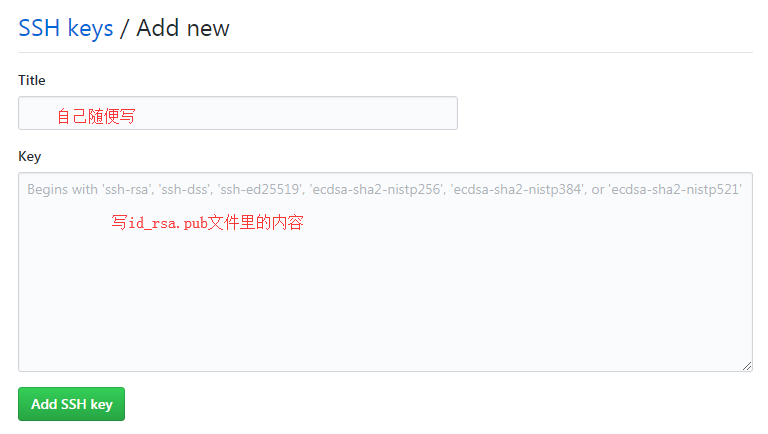 SSH keys / Add new
Title
自己随便写
Key
Begins with 'ssh-rsa', 'ssh-dss', 'ssh-ed25519', 'ecdsa-sha2-nistp256', 'ecdsa-sha2-nistp384', or 'ecdsa-sha2-nistp521'
写id_rsa.pub文件里的内容
Add SSH key